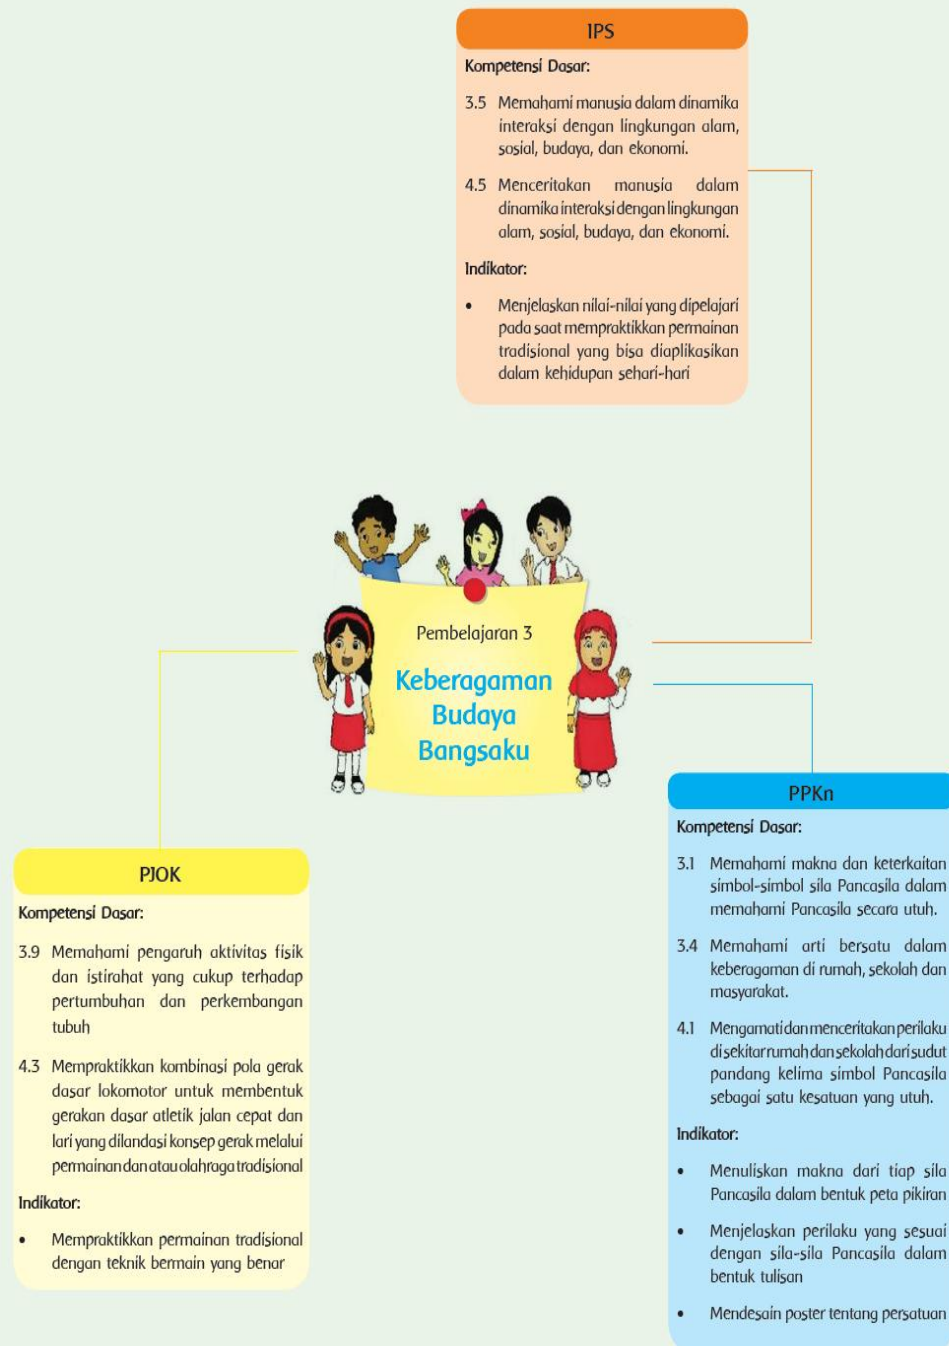 IPS
Kompetensi Dasar:
3.5 Memahami manusia dalam dinamika
interaksi dengan lingkungan alam,
sosial, budaya, dan ekonomi.
4.5 Menceritakan manusia dalam
dinamika interaksi dengan lingkungan
alam, sosial, budaya, dan ekonomi.
Indikator:
• Menjelaskan nilai-nilai yang dipelajari
pada saat mempraktikkan permainan
tradisional yang bisa diaplikasikan
dalam kehidupan sehari-hari
Pembelajaran 3
Keberagaman
Budaya
Bangsaku
PJOK
Kompetensi Dasar:
3.9 Memahami pengaruh aktivitas fisik
dan istirahat yang cukup terhadap
pertumbuhan dan perkembangan
tubuh
4.3 Mempraktikkan kombinasi pola gerak
dasar lokomotor untuk membentuk
gerakan dasar atletik jalan cepat dan
lari yang dilandasi konsep gerak melalui
permainan dan atau olahraga tradisional
Indikator:
• Mempraktikkan permainan tradisional
dengan teknik bermain yang benar
PPKn
Kompetensi Dasar:
3.1 Memahami makna dan keterkaitan
simbol-simbol sila Pancasila dalam
memahami Pancasila secara utuh.
3.4 Memahami arti bersatu dalam
keberagaman di rumah, sekolah dan
masyarakat.
4.1 Mengamati dan menceritakan perilaku
di sekitar rumah dan sekolah dari sudut
pandang kelima simbol Pancasila
sebagai satu kesatuan yang utuh.
Indikator:
• Menuliskan makna dari tiap sila
Pancasila dalam bentuk peta pikiran
• Menjelaskan perilaku yang sesuai
dengan sila-sila Pancasila dalam
bentuk tulisan
• Mendesain poster tentang persatuan